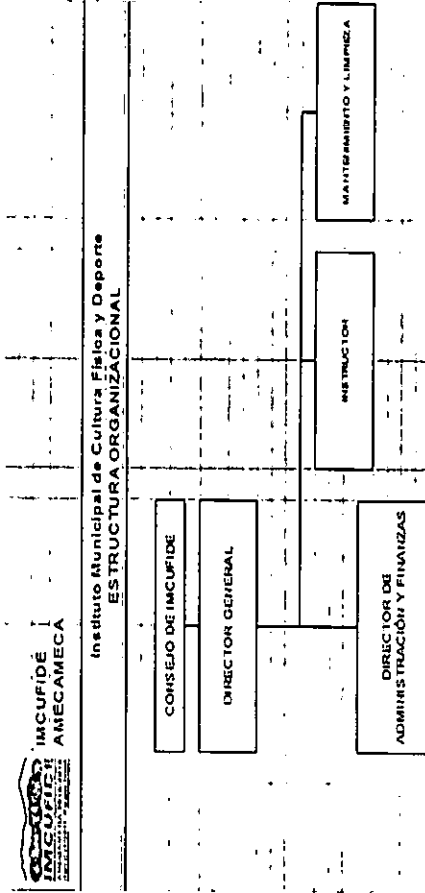 IMCUFIDE
IMCUFIDE
AMECAMECA
Instituto Municipal de Cultura Física y Deporte
ESTRUCTURA ORGANIZACIONAL
CONSEJO DE IMCUFIDE
DIRECTOR GENERAL
INSTRUCTOR
MANTENIMIENTO Y LIMPIEZA
DIRECTOR DE
ADMINISTRACIÓN Y FINANZAS